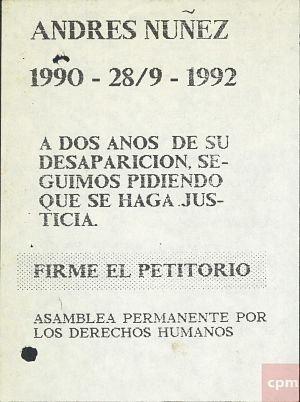 ANDRES NUÑEZ
1990 - 28/9 - 1992
A DOS ANOS DE SU
DESAPARICION, SE-
GUIMOS PIDIENDO
QUE SE HAGA JUS-
TICIA.
FIRME EL PETITORIO
ASAMBLEA PERMANENTE POR
LOS DERECHOS HUMANOS
cpm